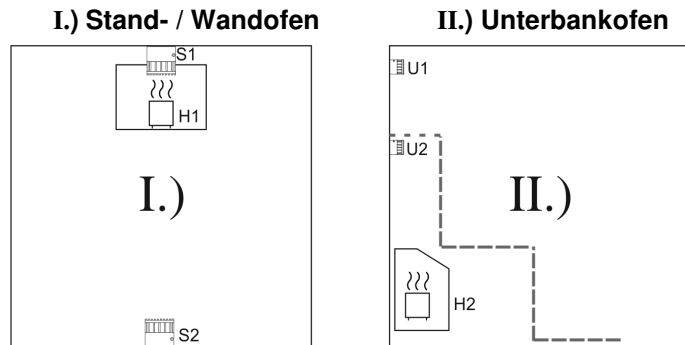 I.) Stand- / Wandofen
II.) Unterbankofen
S1
H1
I.)
S2
U1
U2
II.)
H2